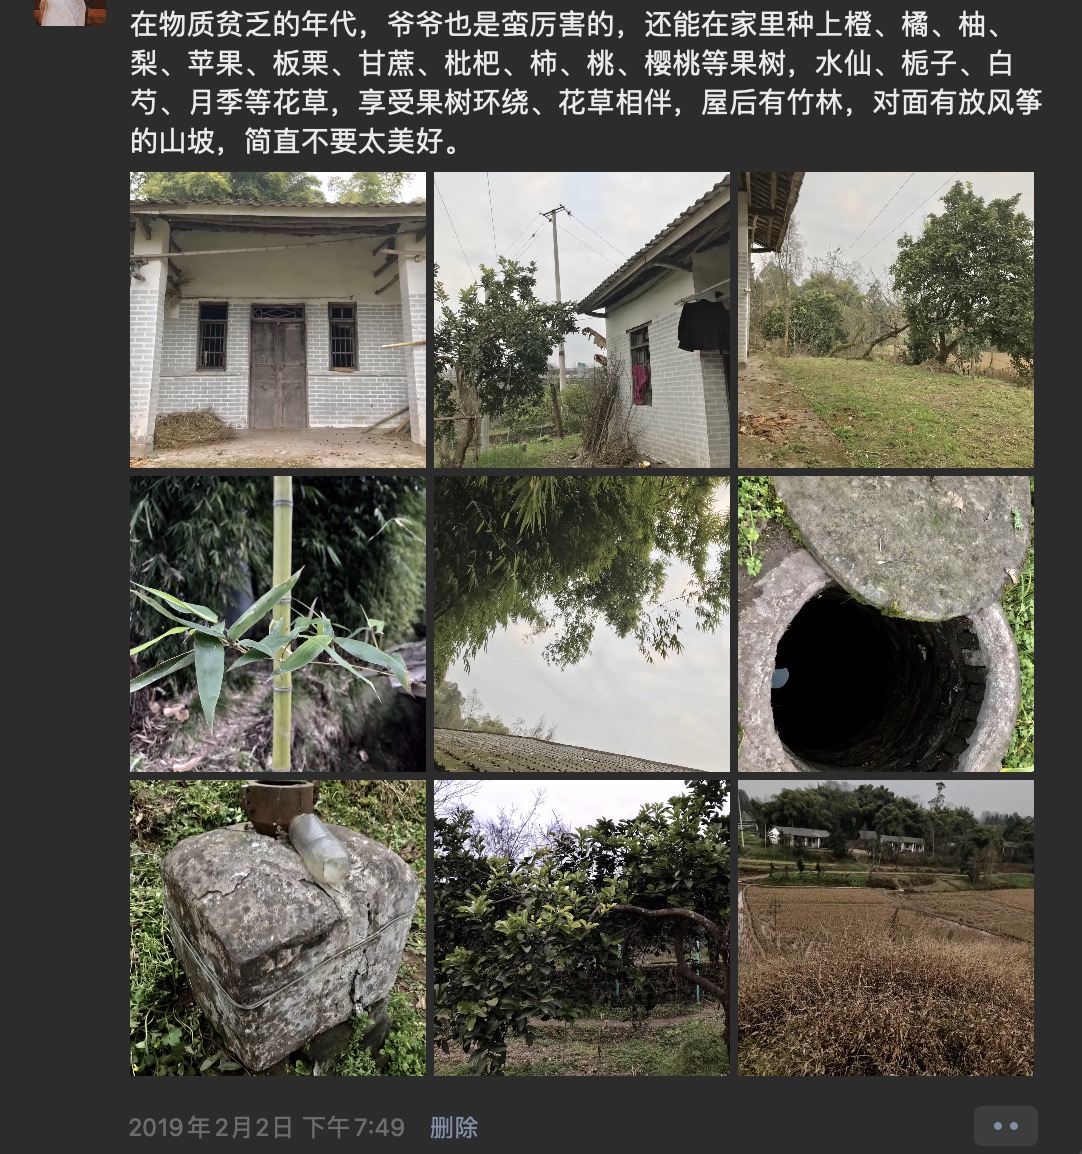 在物质贫乏的年代，爷爷也是蛮厉害的，还能在家里种上橙、橘、柚、
梨、苹果、板栗、甘蔗、枇杷、柿、桃、樱桃等果树，水仙、栀子、白
芍、月季等花草，享受果树环绕、花草相伴，屋后有竹林，对面有放风筝
的山坡，简直不要太美好。
2019年2月2日 下午7:49 删除